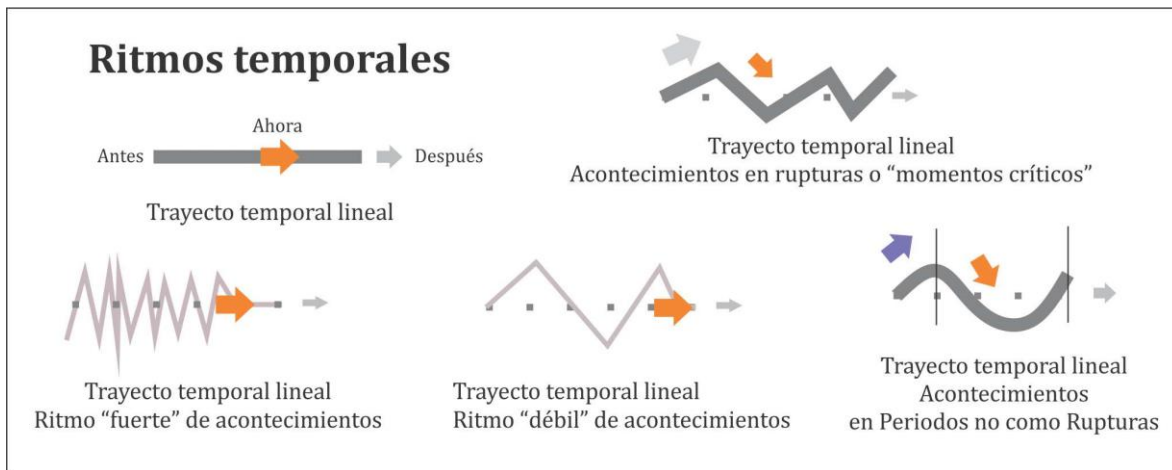 Ritmos temporales
Ahora
Antes
Después
Trayecto temporal lineal
Trayecto temporal lineal
Acontecimientos en rupturas o “momentos críticos”
Trayecto temporal lineal
Ritmo “fuerte” de acontecimientos
Trayecto temporal lineal
Ritmo “débil” de acontecimientos
Trayecto temporal lineal
Acontecimientos
en Periodos no como Rupturas